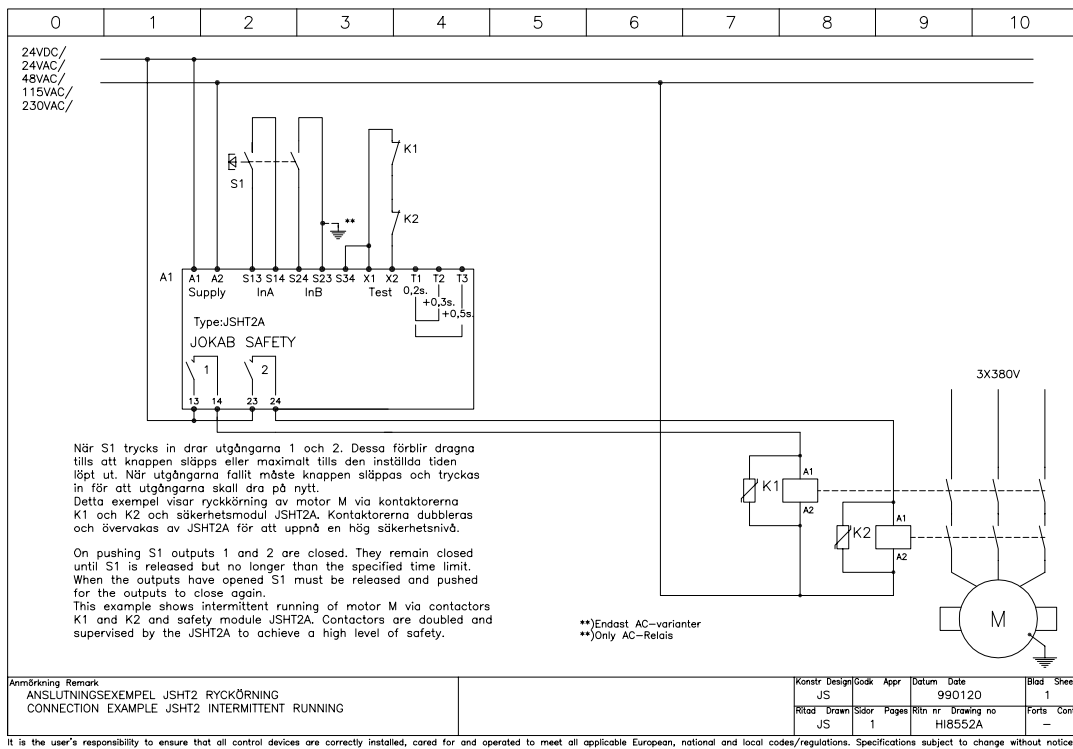 0 1 2 3 4 5 6 7 8 9 10
24VDC/
24VAC/
48VAC/
115VAC/
230VAC/
S1
**
K1
K2
A1
A1 A2 S13 S14 S24 S23 S34 X1 X2 T1 T2 T3
Supply InA InB Test 0,2s.
+0,3s.
+0,5s.
Type:JSHT2A
JOKAB SAFETY
1 2
13 14 23 24
3X380V
När S1 trycks in drar utgångarna 1 och 2. Dessa förblir dragna
tills att knappen släpps eller maximalt tills den inställda tiden
löpt ut. När utgångarna fallit måste knappen släppas och tryckas
in för att utgångarna skall dra på nytt.
Detta exempel visar ryckkörning av motor M via kontaktorerna
K1 och K2 och säkerhetsmodul JSHT2A. Kontaktorerna dubbleras
och övervakas av JSHT2A för att uppnå en hög säkerhetsnivå.
On pushing S1 outputs 1 and 2 are closed. They remain closed
until S1 is released but no longer than the specified time limit.
When the outputs have opened S1 must be released and pushed
for the outputs to close again.
This example shows intermittent running of motor M via contactors
K1 and K2 and safety module JSHT2A. Contactors are doubled and
supervised by the JSHT2A to achieve a high level of safety.
K1
A1
A2
K2
A1
A2
M
**)Endast AC-varianter
**)Only AC-Relais
Anmörkning Remark
ANSLUTNINGSEXEMPEL JSHT2 RYCKÖRNING
CONNECTION EXAMPLE JSHT2 INTERMITTENT RUNNING
Konstr Design Godk Appr Datum Date Blad Shee
JS 990120 1
Ritad Drawn Sidor Pages Ritn nr Drawing no Forts Cont
JS 1 HI8552A –
It is the user's responsibility to ensure that all control devices are correctly installed, cared for and operated to meet all applicable European, national and local codes/regulations. Specifications subject to change without notice